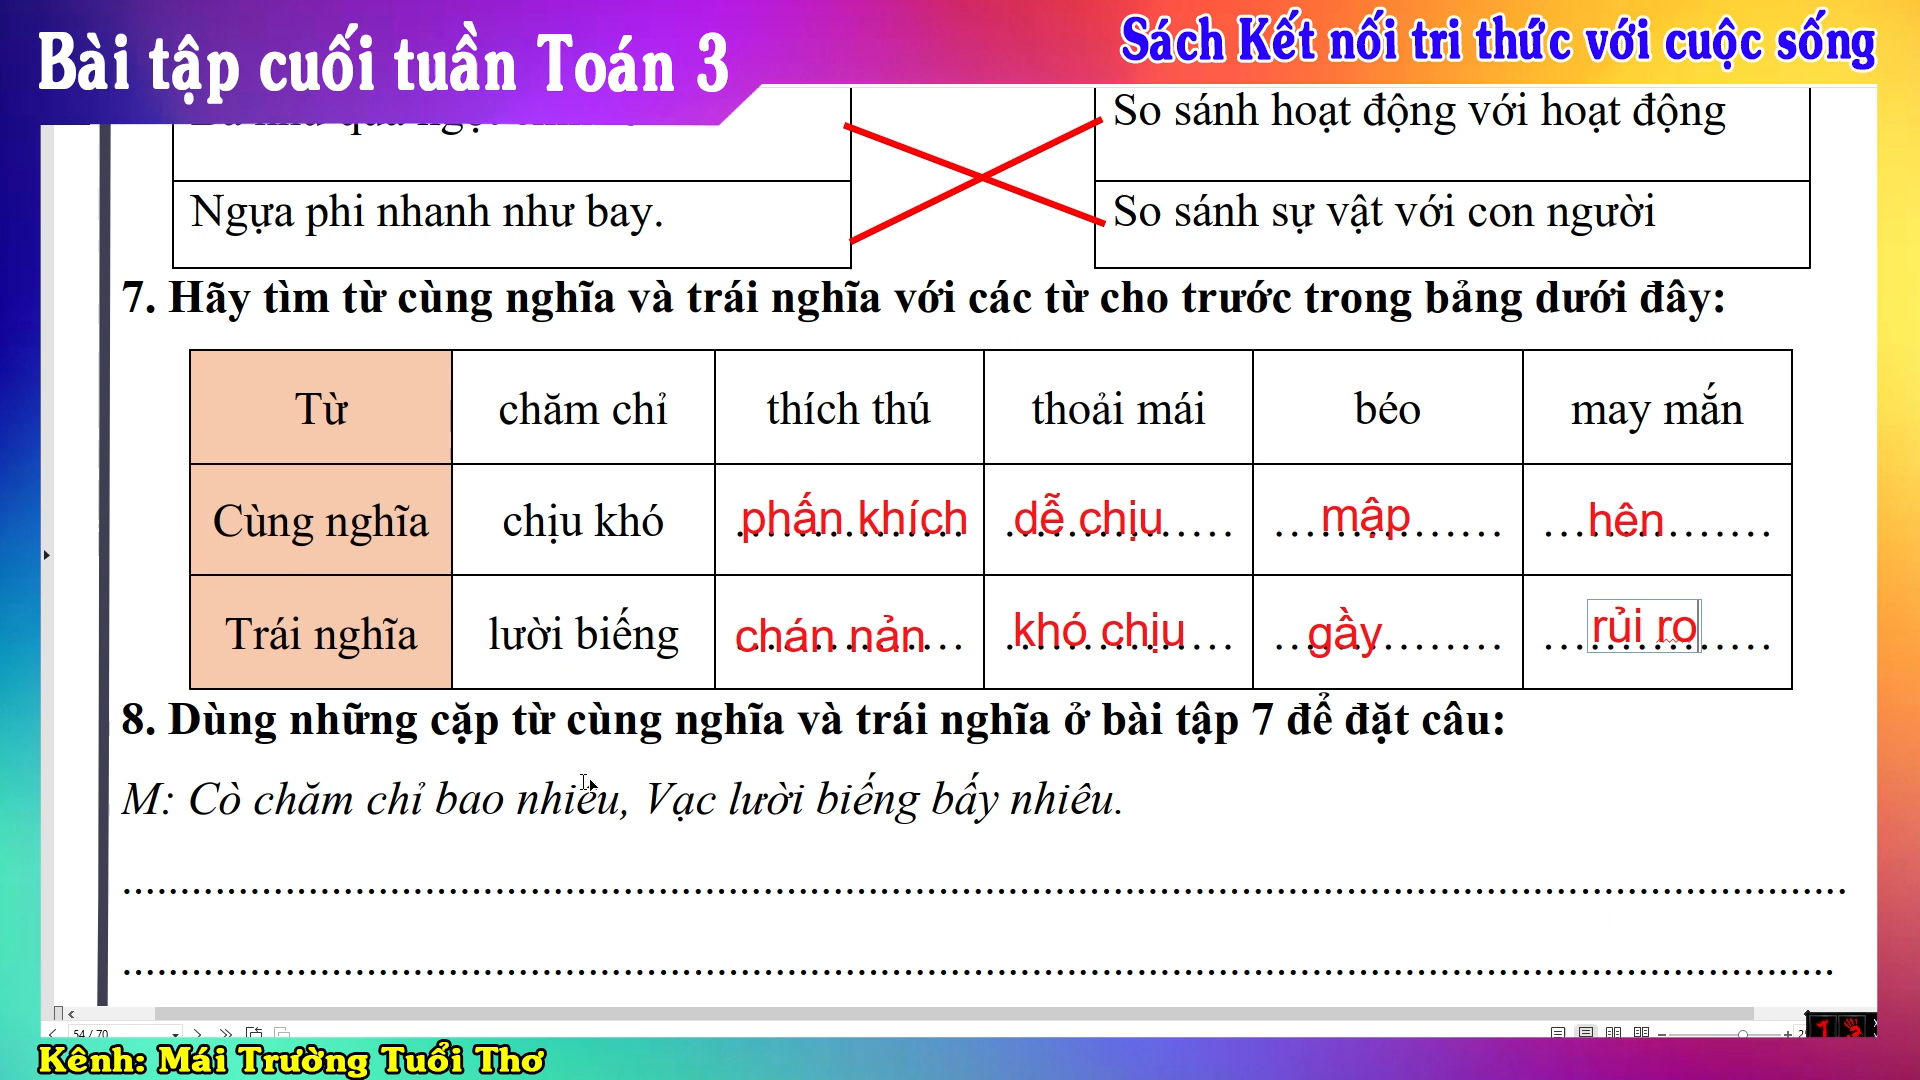 Bài tập cuối tuần Toán 3
Sách Kết nối tri thức với cuộc sống
So sánh hoạt động với hoạt động
Ngựa phi nhanh như bay.
So sánh sự vật với con người
7. Hãy tìm từ cùng nghĩa và trái nghĩa với các từ cho trước trong bảng dưới đây:
Từ chăm chỉ thích thú thoải mái béo may mắn
Cùng nghĩa chịu khó phấn khích dễ chịu mập hên
Trái nghĩa lười biếng chán nản khó chịu gầy rủi ro
8. Dùng những cặp từ cùng nghĩa và trái nghĩa ở bài tập 7 để đặt câu:
M: Cò chăm chỉ bao nhiêu, Vạc lười biếng bấy nhiêu.
54 / 70
Kênh: Mái Trường Tuổi Thơ